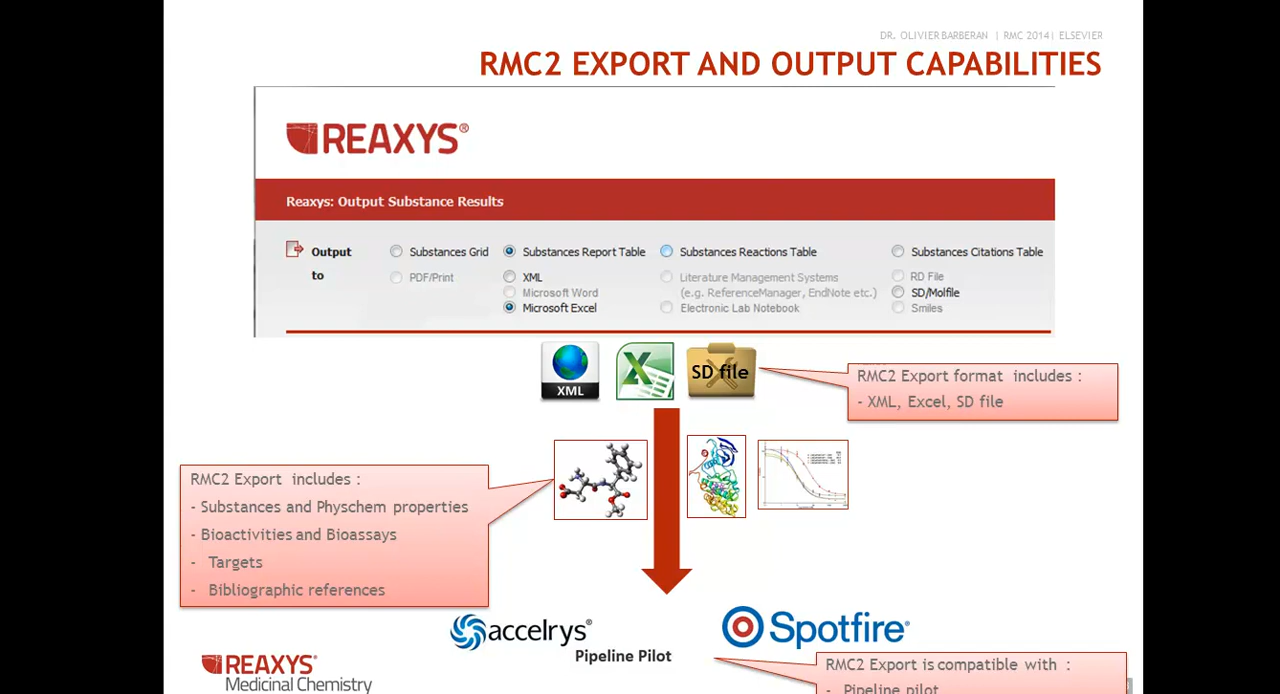 DR. OLIVIER BARBERAN | RMC 2014| ELSEVIER
RMC2 EXPORT AND OUTPUT CAPABILITIES
REAXYS®
Reaxys: Output Substance Results
Output to
Substances Grid
Substances Report Table
Substances Reactions Table
Substances Citations Table
PDF/Print
XML
Microsoft Word
Microsoft Excel
Literature Management Systems
(e.g. ReferenceManager, EndNote etc.)
Electronic Lab Notebook
RD File
SD/Molfile
Smiles
XML
SD file
RMC2 Export format includes :
- XML, Excel, SD file
RMC2 Export includes :
- Substances and Physchem properties
- Bioactivities and Bioassays
- Targets
- Bibliographic references
accelrys®
Pipeline Pilot
Spotfire®
REAXYS®
Medicinal Chemistry
RMC2 Export is compatible with :
- Pipeline pilot